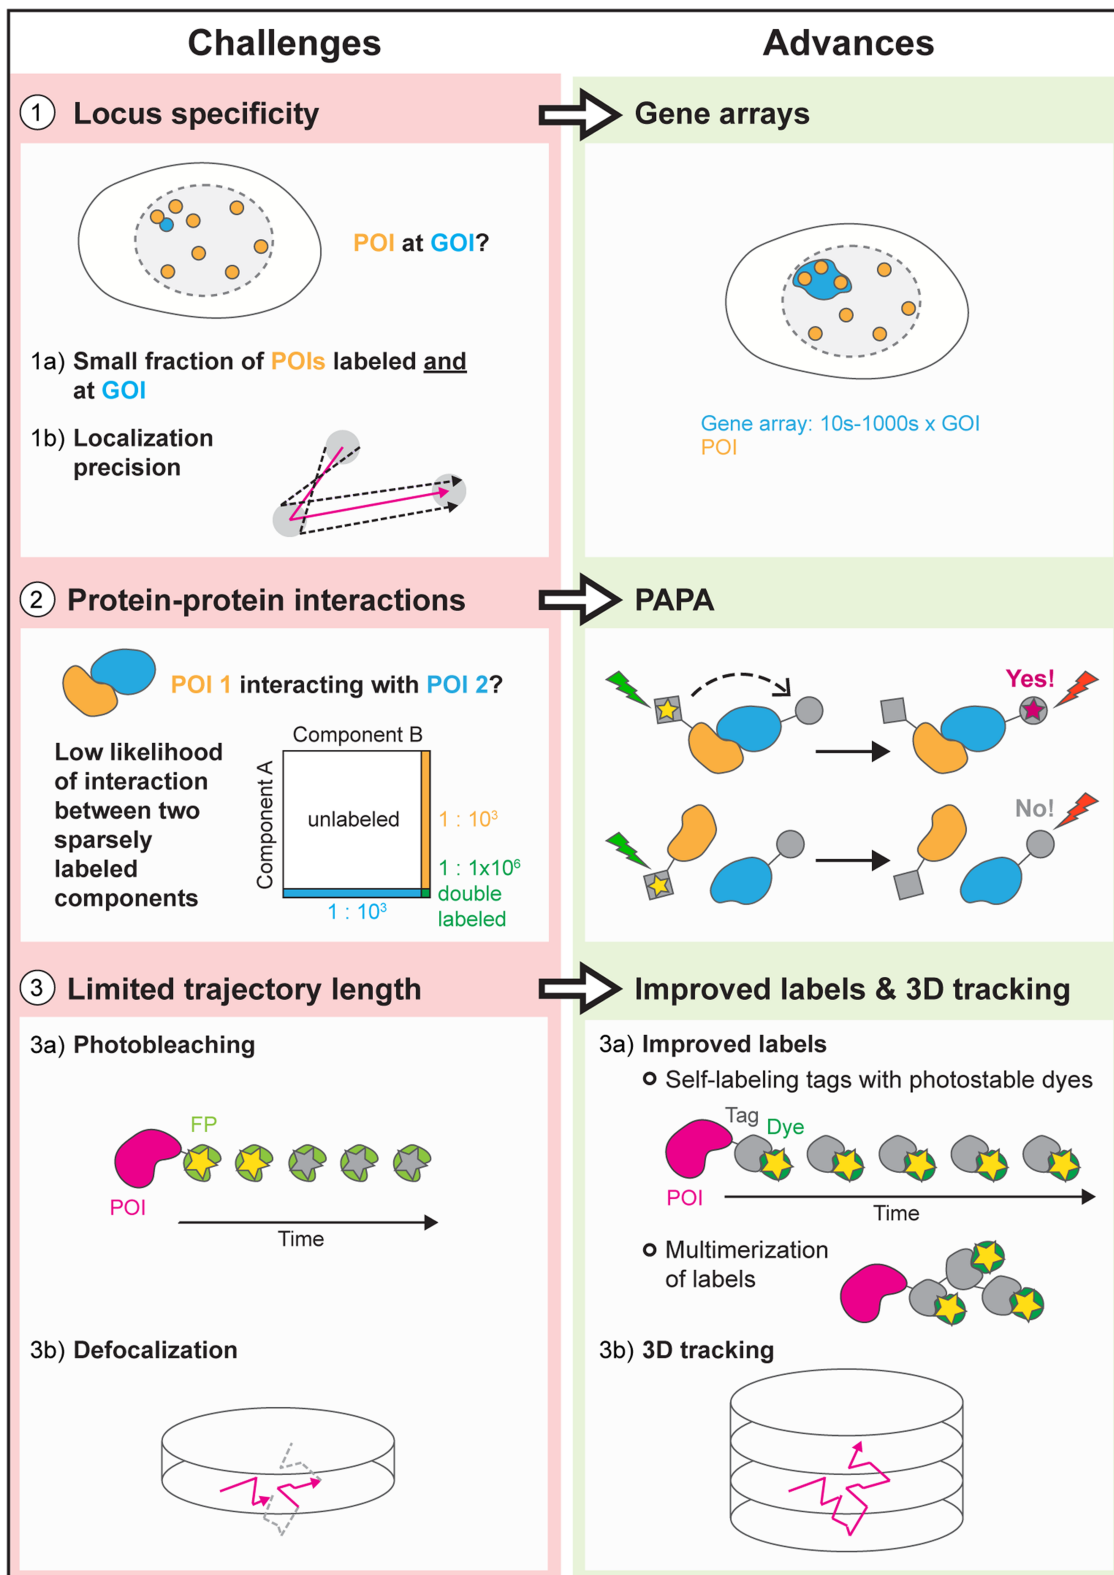 Challenges
Advances
1 Locus specificity
Gene arrays
POI at GOI?
1a) Small fraction of POIs labeled and
at GOI
1b) Localization
precision
Gene array: 10s-1000s x GOI
POI
2 Protein-protein interactions
PAPA
POI 1 interacting with POI 2?
Low likelihood
of interaction
between two
sparsely
labeled
components
Component B
Component A
unlabeled
1 : 10³
1 : 1x10⁶
double
labeled
1 : 10³
Yes!
No!
3 Limited trajectory length
Improved labels & 3D tracking
3a) Photobleaching
FP
POI
Time
3b) Defocalization
3a) Improved labels
Self-labeling tags with photostable dyes
Tag
Dye
POI
Time
Multimerization
of labels
3b) 3D tracking